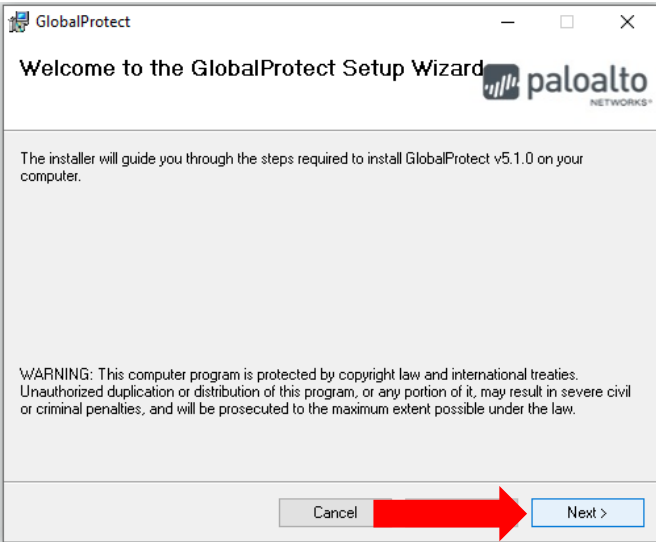 GlobalProtect
Welcome to the GlobalProtect Setup Wizard
paloalto
NETWORKS®
The installer will guide you through the steps required to install GlobalProtect v5.1.0 on your
computer.
WARNING: This computer program is protected by copyright law and international treaties.
Unauthorized duplication or distribution of this program, or any portion of it, may result in severe civil
or criminal penalties, and will be prosecuted to the maximum extent possible under the law.
Cancel
Next >